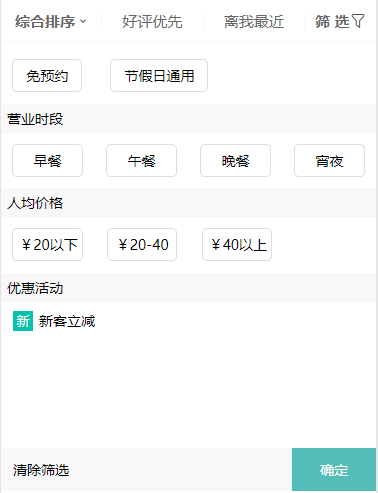 综合排序 好评优先 离我最近 筛 选
免预约 节假日通用
营业时段
早餐 午餐 晚餐 宵夜
人均价格
￥20以下 ￥20-40 ￥40以上
优惠活动
新 新客立减
清除筛选 确定